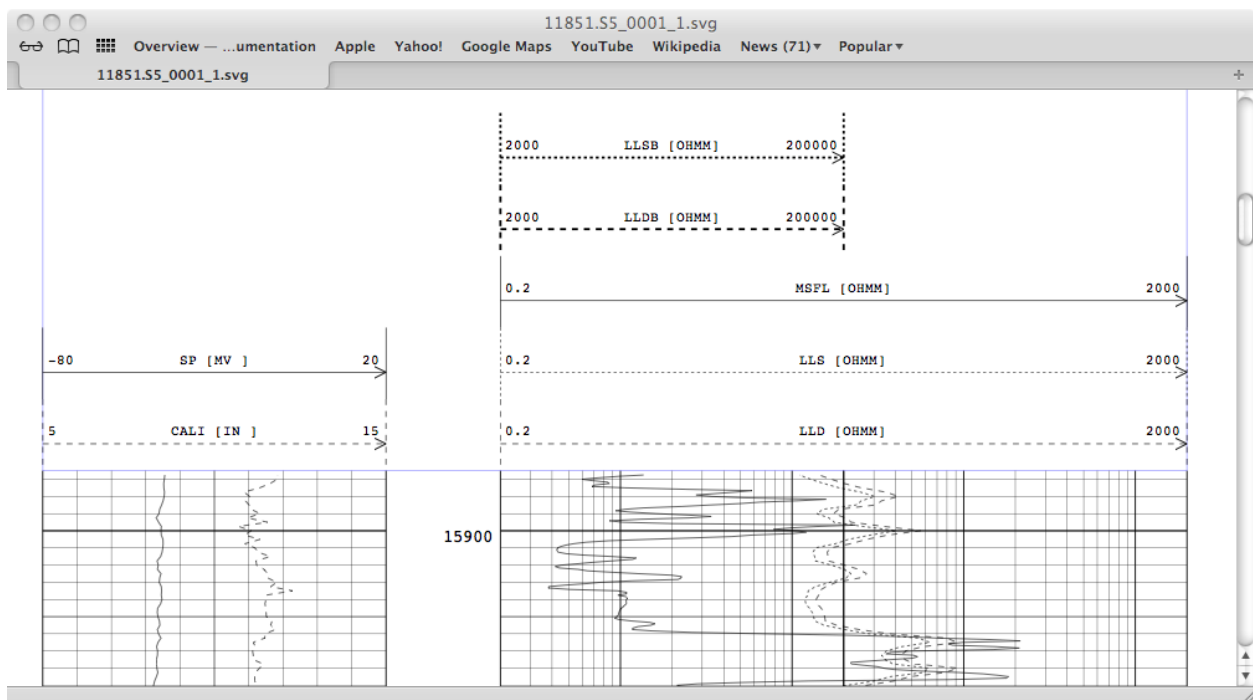 11851.S5_0001_1.svg
Overview — ...umentation Apple Yahoo! Google Maps YouTube Wikipedia News (71)▾ Popular▾
11851.S5_0001_1.svg
2000 LLSB [OHMM] 200000
2000 LLDB [OHMM] 200000
0.2 MSFL [OHMM] 2000
-80 SP [MV ] 20 0.2 LLS [OHMM] 2000
5 CALI [IN ] 15 0.2 LLD [OHMM] 2000
15900